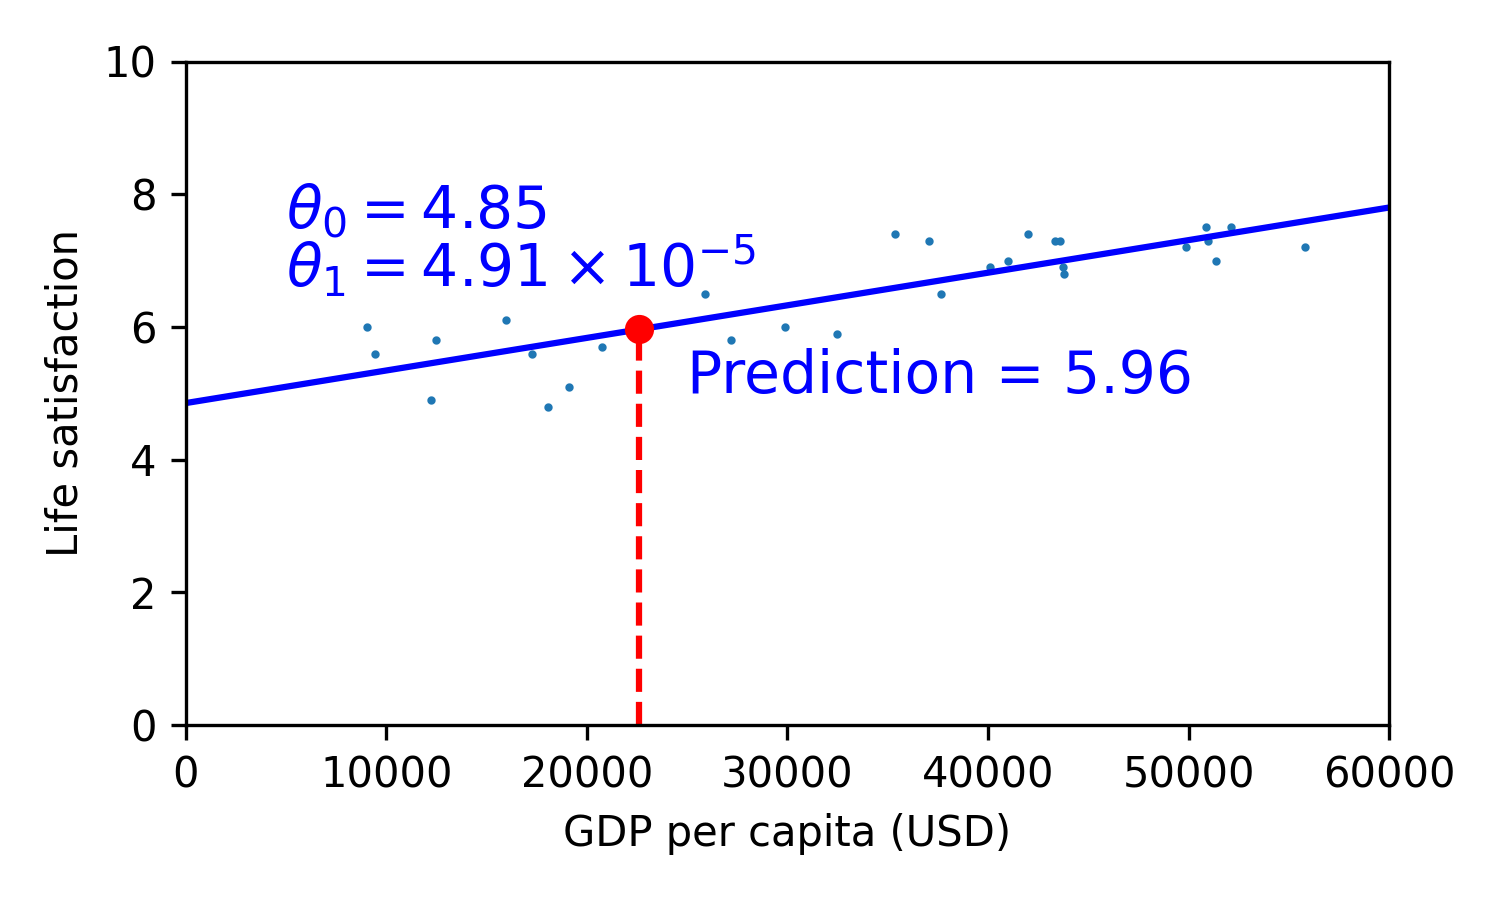 10
8
6
4
2
0
Life satisfaction
θ₀ = 4.85
θ₁ = 4.91 × 10⁻⁵
Prediction = 5.96
0 10000 20000 30000 40000 50000 60000
GDP per capita (USD)